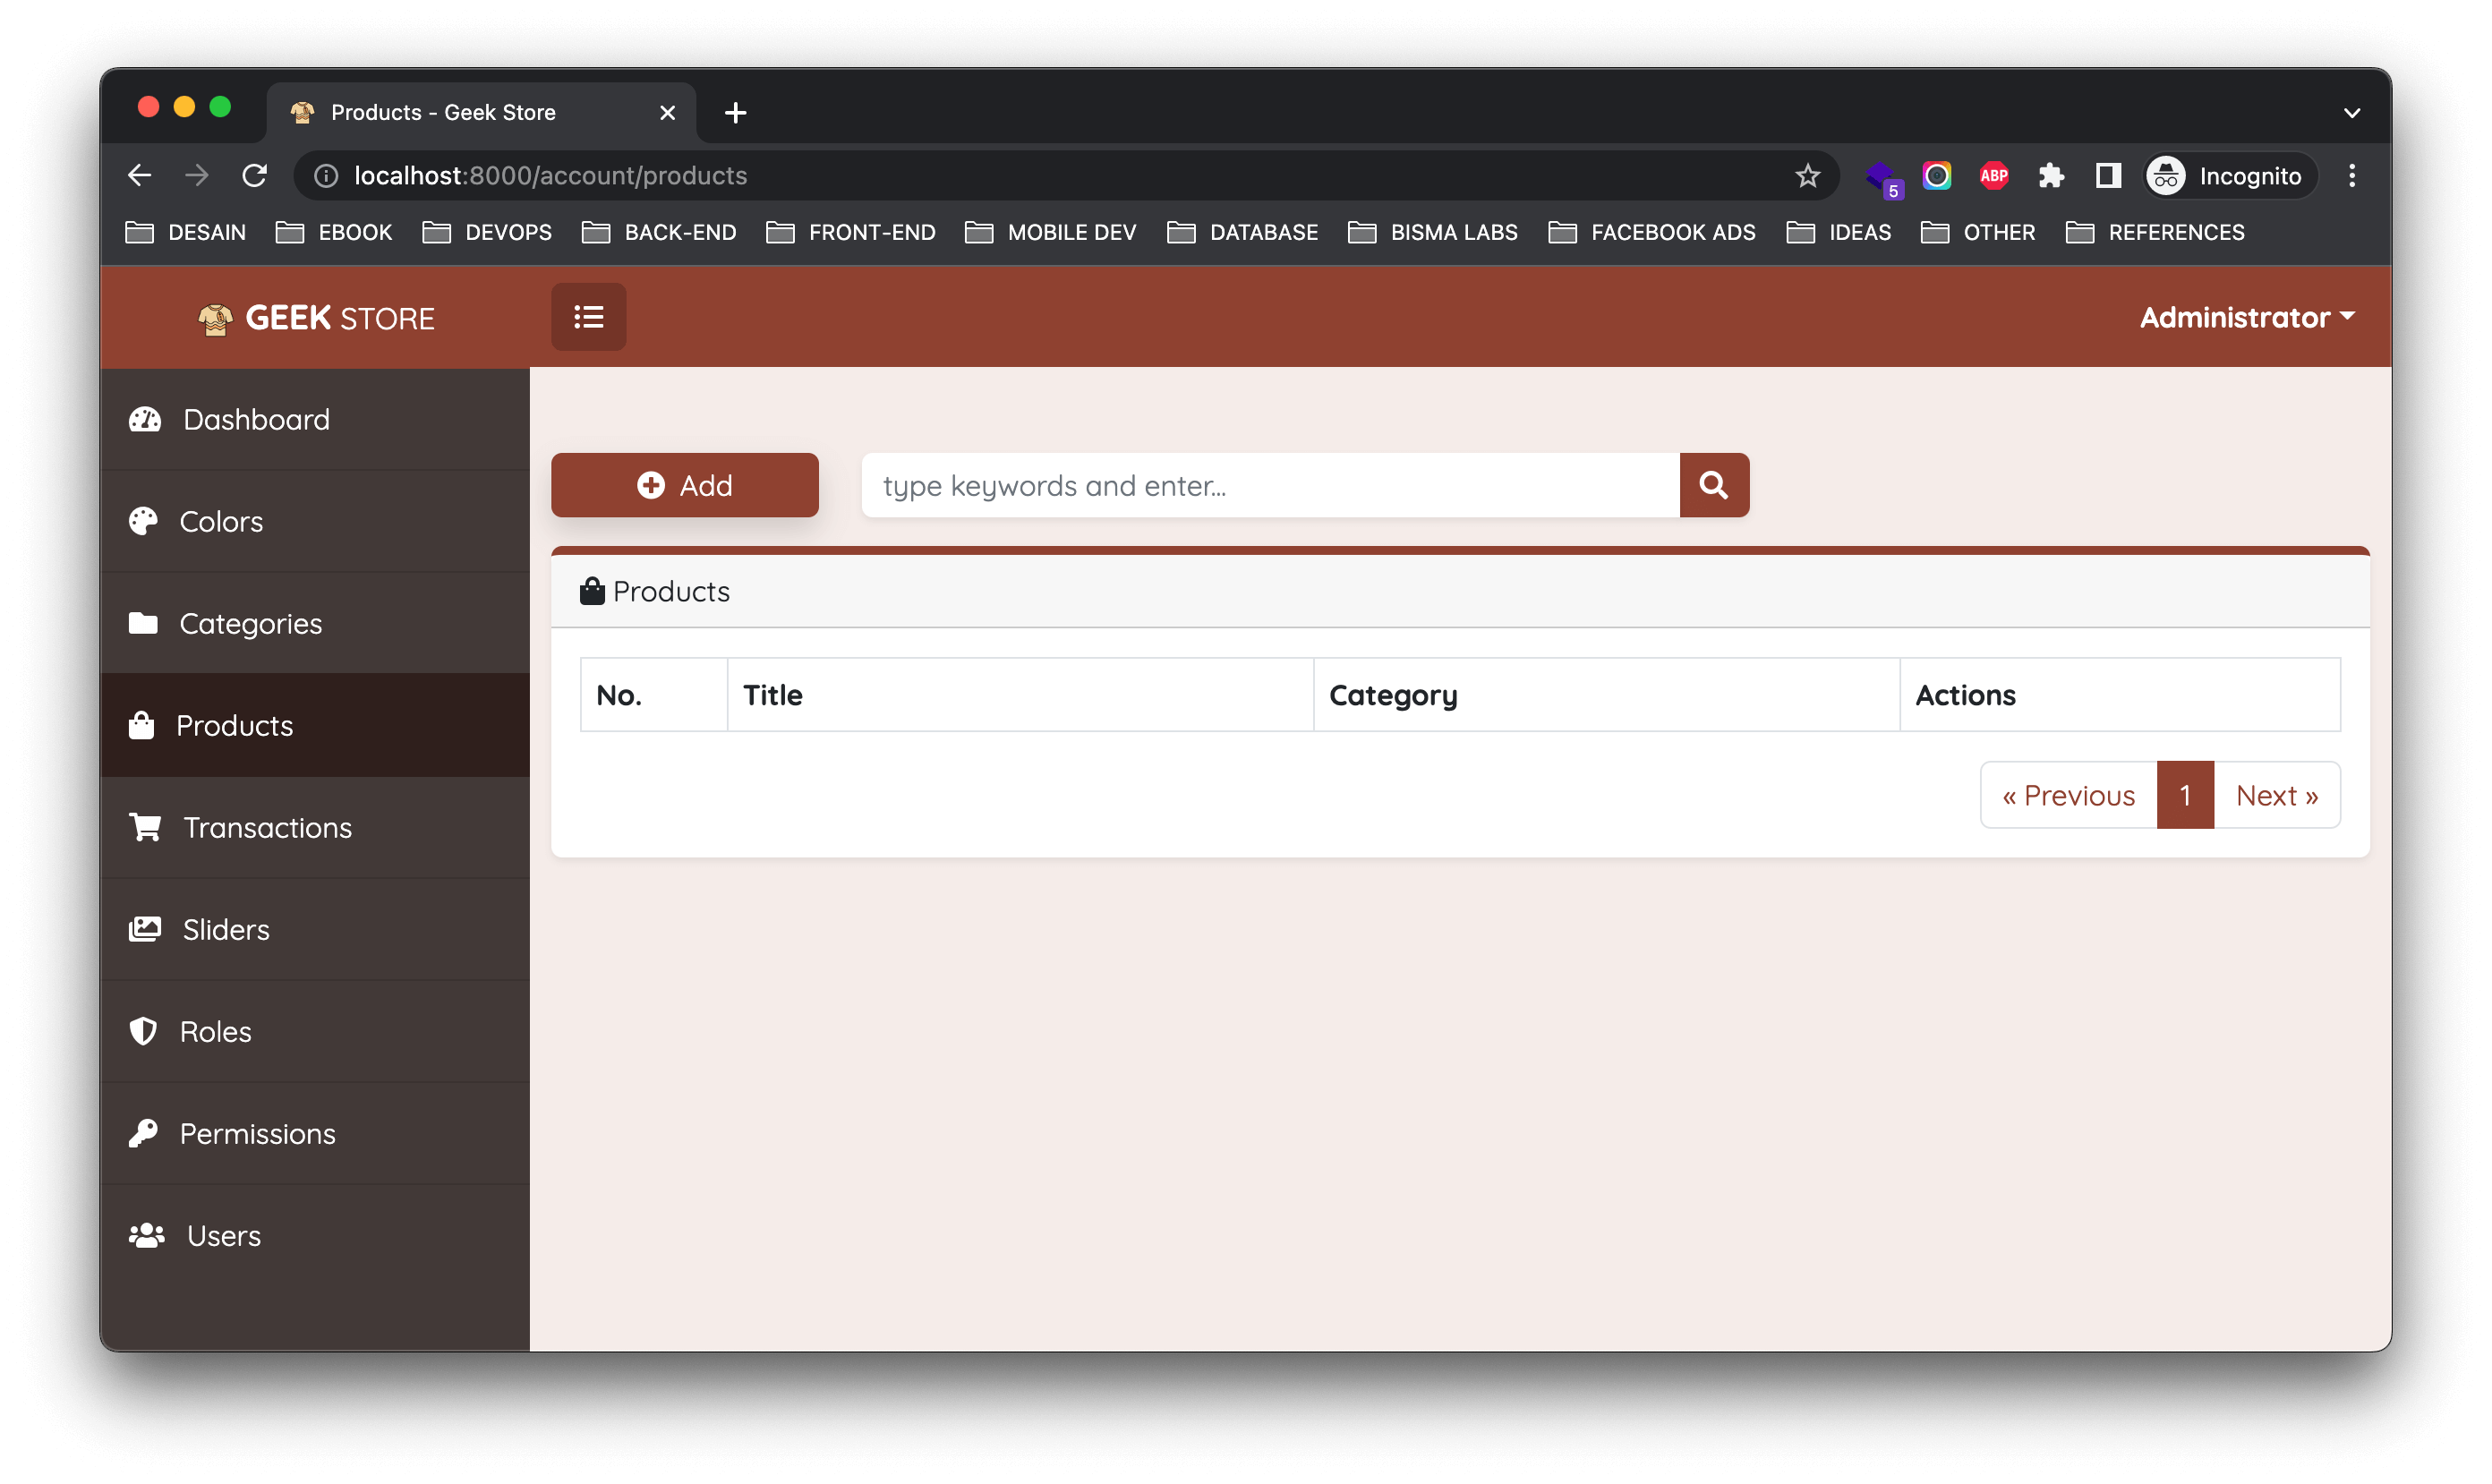 Products - Geek Store
localhost:8000/account/products
5
ABP
Incognito
DESAIN EBOOK DEVOPS BACK-END FRONT-END MOBILE DEV DATABASE BISMA LABS FACEBOOK ADS IDEAS OTHER REFERENCES
GEEK STORE
Administrator
Dashboard
Colors
Categories
Products
Transactions
Sliders
Roles
Permissions
Users
Add
type keywords and enter...
Products
No. Title Category Actions
« Previous 1 Next »